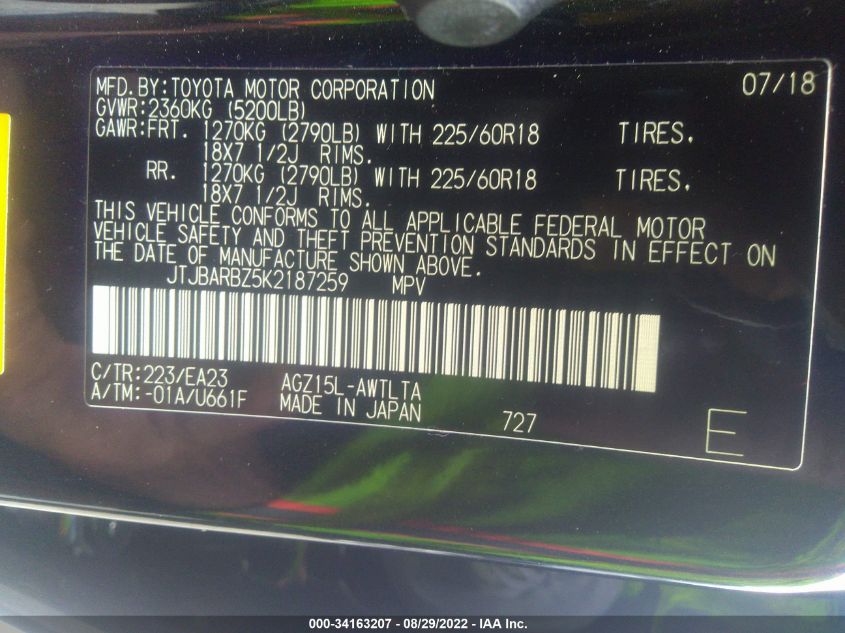 MFD.BY:TOYOTA MOTOR CORPORATION 07/18
GVWR:2360KG (5200LB)
GAWR:FRT. 1270KG (2790LB) WITH 225/60R18 TIRES.
18X7 1/2J RIMS.
RR. 1270KG (2790LB) WITH 225/60R18 TIRES.
18X7 1/2J RIMS.
THIS VEHICLE CONFORMS TO ALL APPLICABLE FEDERAL MOTOR
VEHICLE SAFETY AND THEFT PREVENTION STANDARDS IN EFFECT ON
THE DATE OF MANUFACTURE SHOWN ABOVE.
JTJBARBZ5K2187259 MPV
C/TR:223/EA23 AGZ15L-AWTLTA
A/TM:-01A/U661F MADE IN JAPAN 727 E
000-34163207 - 08/29/2022 - IAA Inc.